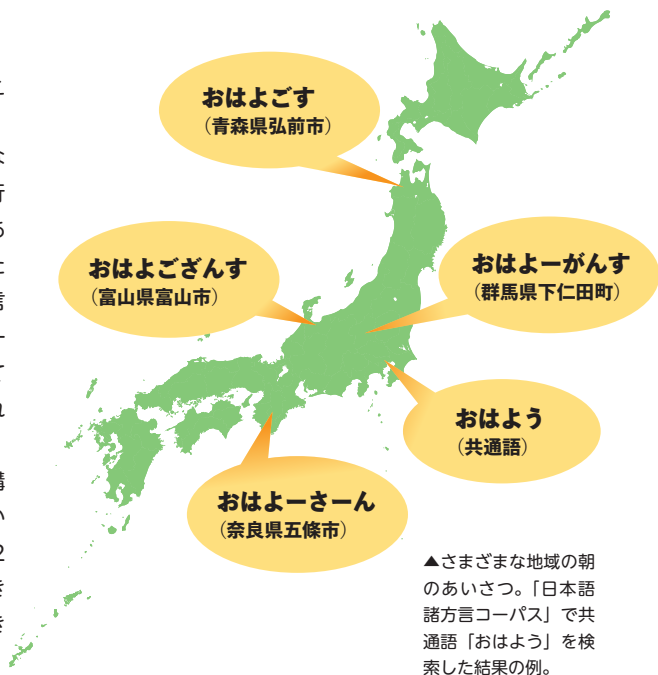 おはよごす
（青森県弘前市）
おはよござんす
（富山県富山市）
おはよーがんす
（群馬県下仁田町）
おはよう
（共通語）
おはよーさーん
（奈良県五條市）
▲さまざまな地域の朝
のあいさつ。「日本語
諸方言コーパス」で共
通語「おはよう」を検
索した結果の例。